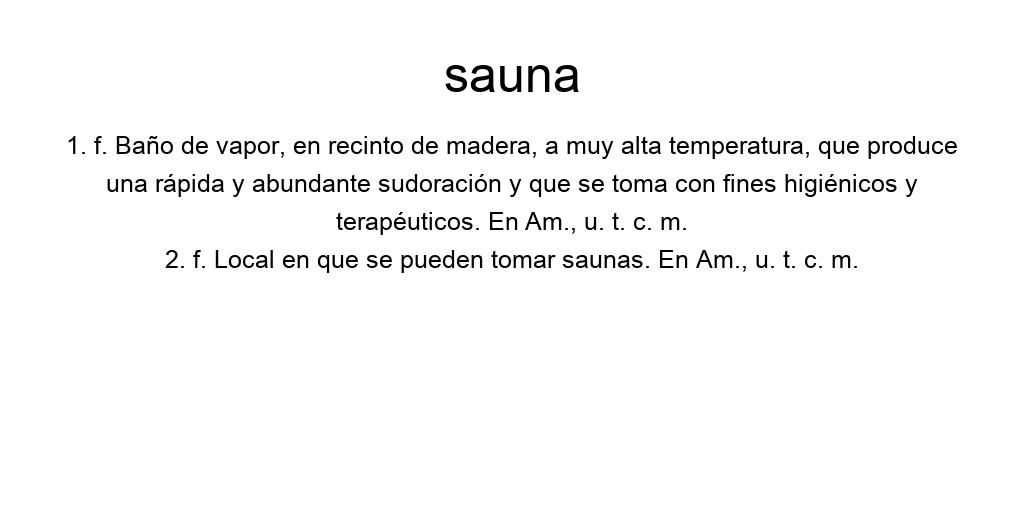 sauna
1. f. Baño de vapor, en recinto de madera, a muy alta temperatura, que produce
una rápida y abundante sudoración y que se toma con fines higiénicos y
terapéuticos. En Am., u. t. c. m.
2. f. Local en que se pueden tomar saunas. En Am., u. t. c. m.